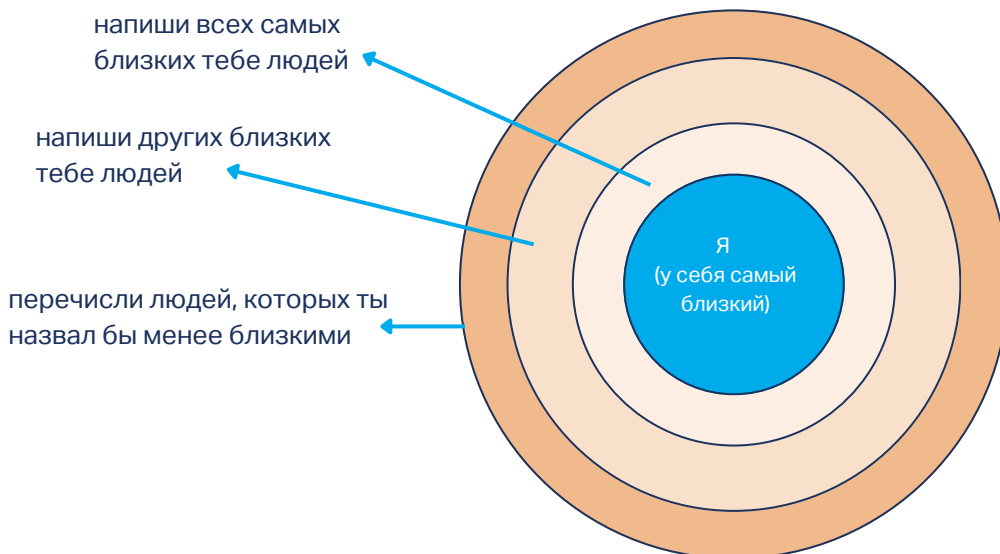 напиши всех самых
близких тебе людей
напиши других близких
тебе людей
Я
(у себя самый
близкий)
перечисли людей, которых ты
назвал бы менее близкими